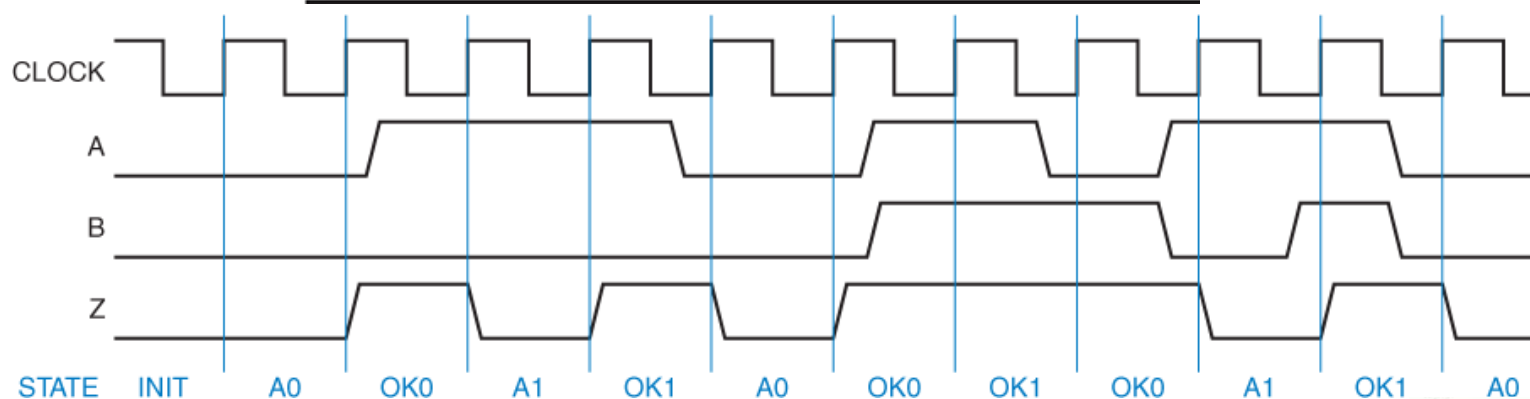 CLOCK
A
B
Z
STATE INIT A0 OK0 A1 OK1 A0 OK0 OK1 OK0 A1 OK1 A0